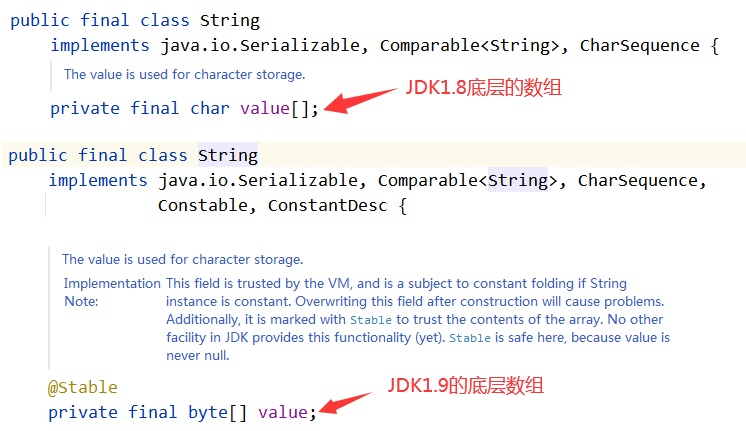 public final class String
implements java.io.Serializable, Comparable<String>, CharSequence {
The value is used for character storage.
JDK1.8底层的数组
private final char value[];
public final class String
implements java.io.Serializable, Comparable<String>, CharSequence,
Constable, ConstantDesc {
The value is used for character storage.
Implementation This field is trusted by the VM, and is a subject to constant folding if String
Note: instance is constant. Overwriting this field after construction will cause problems.
Additionally, it is marked with Stable to trust the contents of the array. No other
facility in JDK provides this functionality (yet). Stable is safe here, because value is
never null.
@Stable
JDK1.9的底层数组
private final byte[] value;